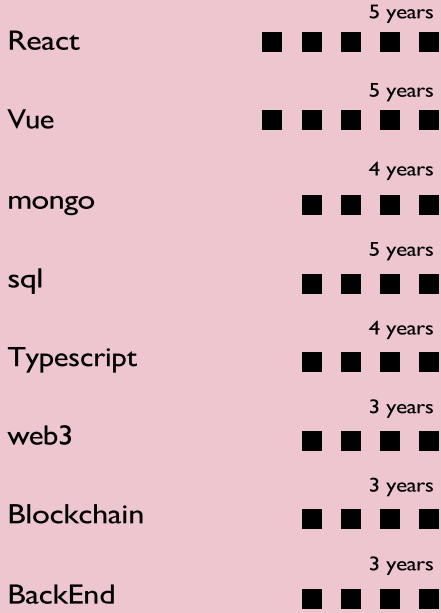 5 years
React
5 years
Vue
4 years
mongo
5 years
sql
4 years
Typescript
3 years
web3
3 years
Blockchain
3 years
BackEnd